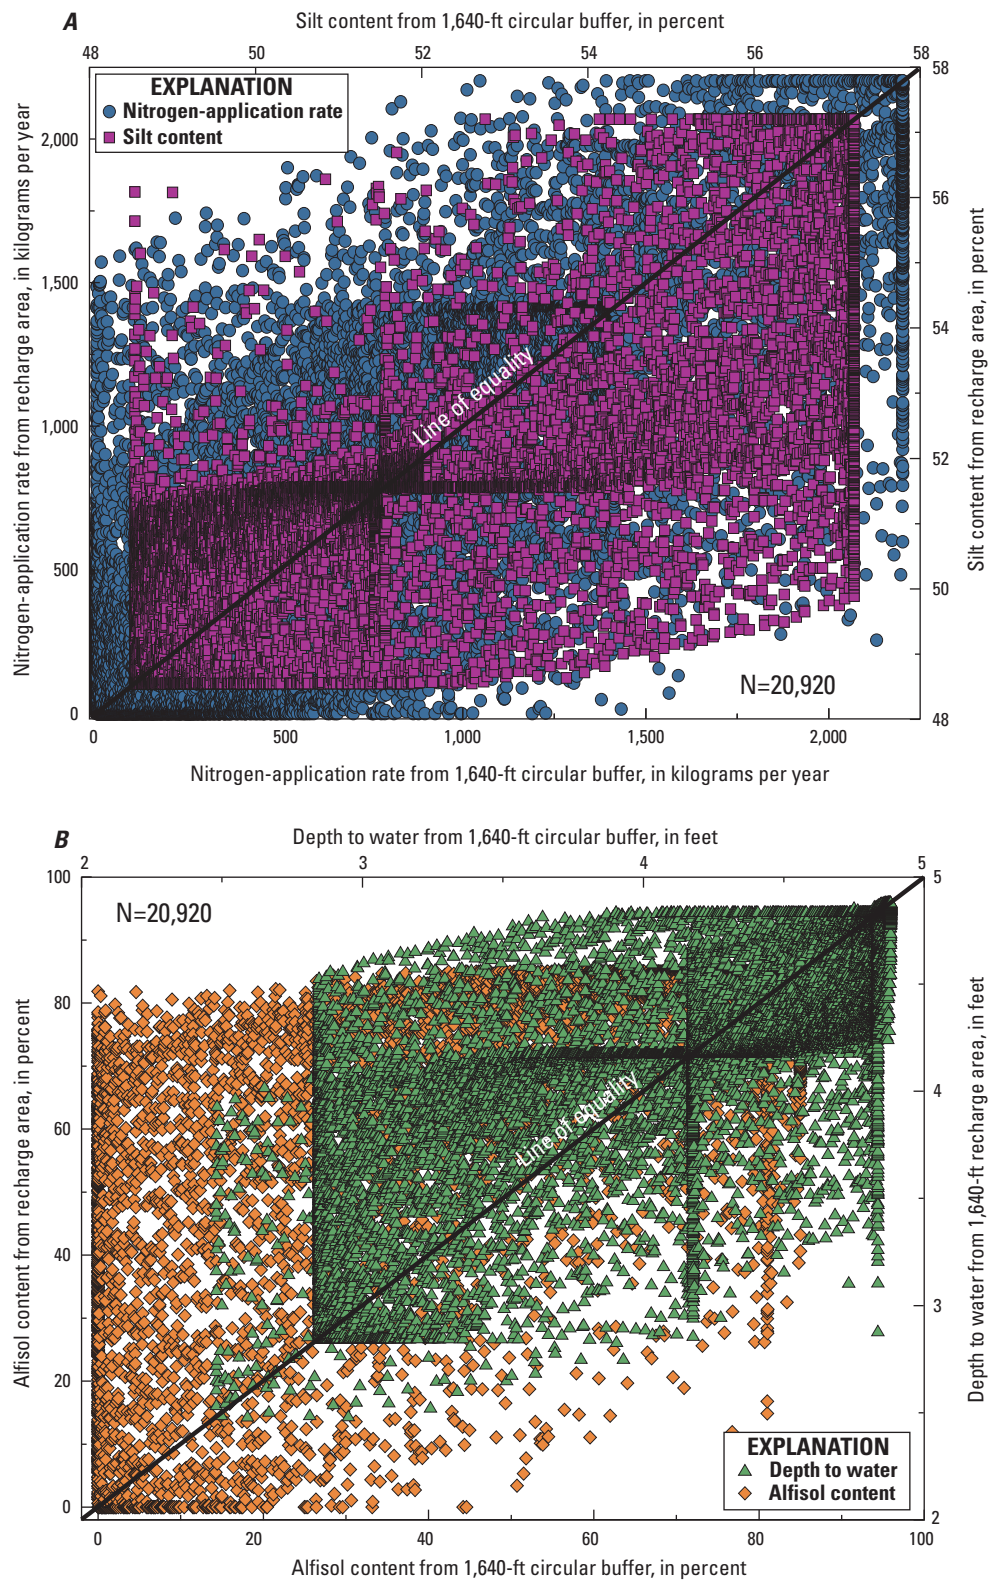 A
Silt content from 1,640-ft circular buffer, in percent
48 50 52 54 56 58
EXPLANATION
Nitrogen-application rate
Silt content
Nitrogen-application rate from recharge area, in kilograms per year
2,000
1,500
1,000
500
0
Line of equality
N=20,920
58
56
54
52
50
48
Silt content from recharge area, in percent
0 500 1,000 1,500 2,000
Nitrogen-application rate from 1,640-ft circular buffer, in kilograms per year
B
Depth to water from 1,640-ft circular buffer, in feet
2 3 4 5
N=20,920
Alfisol content from recharge area, in percent
100
80
60
40
20
0
Line of equality
5
4
3
2
Depth to water from 1,640-ft recharge area, in feet
EXPLANATION
Depth to water
Alfisol content
0 20 40 60 80 100
Alfisol content from 1,640-ft circular buffer, in percent